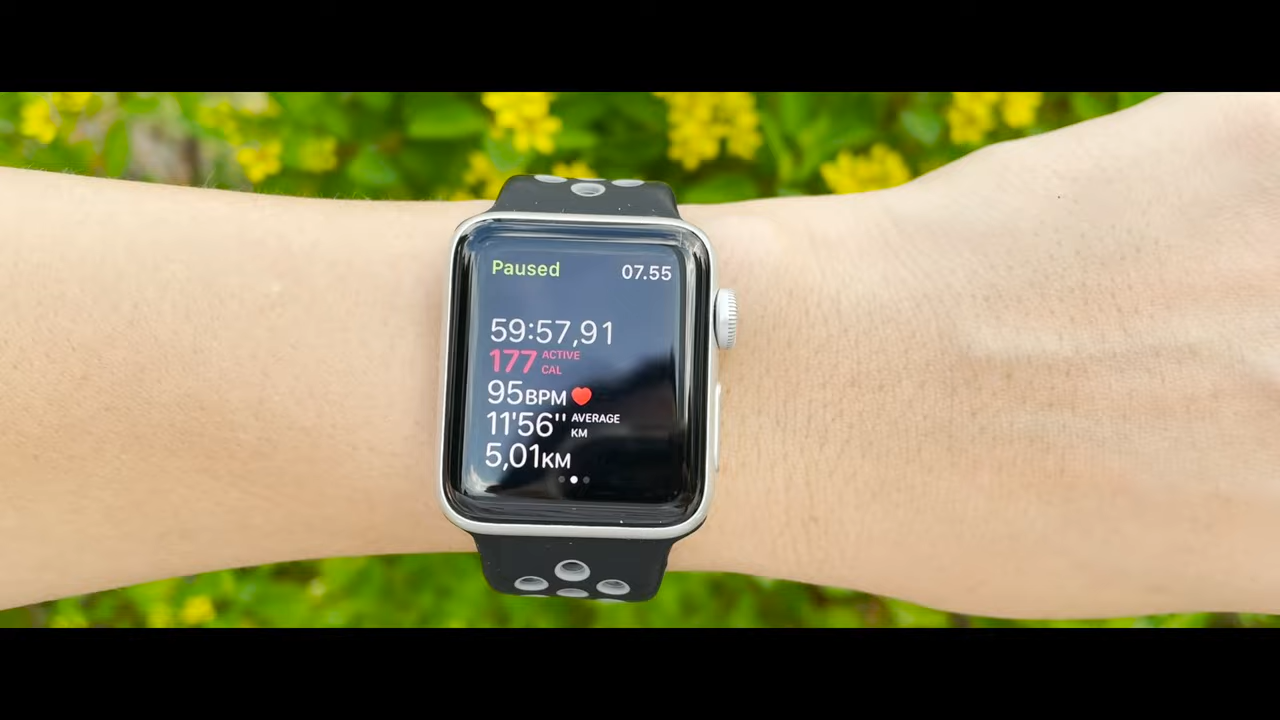 Paused 07.55
59:57,91
177 ACTIVE CAL
95BPM
11'56'' AVERAGE KM
5,01KM